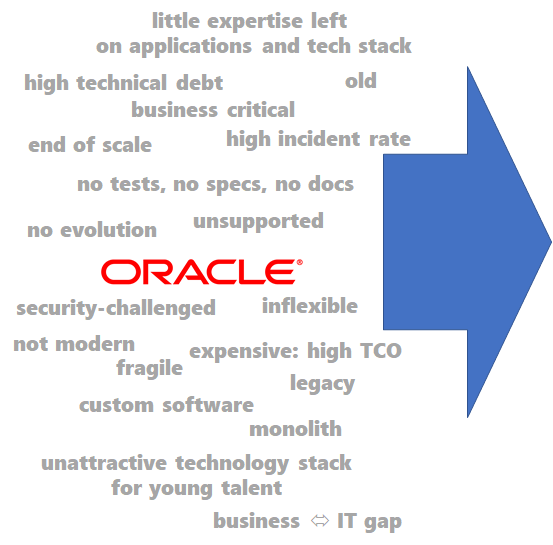 little expertise left
on applications and tech stack
high technical debt
old
business critical
end of scale
high incident rate
no tests, no specs, no docs
no evolution
unsupported
ORACLE®
security-challenged
inflexible
not modern
expensive: high TCO
fragile
legacy
custom software
monolith
unattractive technology stack
for young talent
business ⬄ IT gap